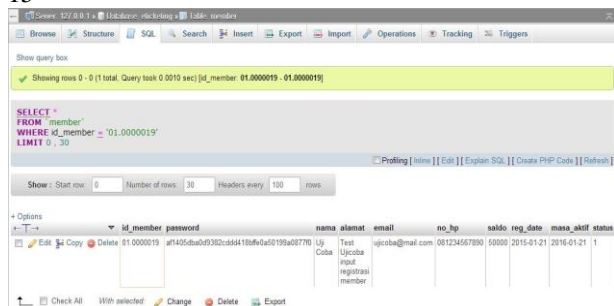 Server: 127.0.0.1 » Database: eticketing » Table: member
Browse Structure SQL Search Insert Export Import Operations Tracking Triggers
Show query box
Showing rows 0 - 0 (1 total, Query took 0.0010 sec) [id_member: 01.0000019 - 01.0000019]
SELECT *
FROM `member`
WHERE id_member = '01.0000019'
LIMIT 0 , 30
Profiling [ Inline ] [ Edit ] [ Explain SQL ] [ Create PHP Code ] [ Refresh ]
Show : Start row: 0 Number of rows: 30 Headers every 100 rows
+ Options
←T→ id_member password nama alamat email no_hp saldo reg_date masa_aktif status
Edit Copy Delete 01.0000019 Uji Test ujicoba@mail.com 081234567890 50000 2015-01-21 2016-01-21 1
Coba Ujicoba
input
registrasi
member
Check All With selected: Change Delete Export